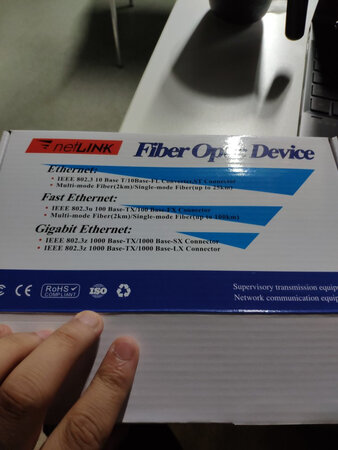 netLINK Fiber Optic Device
Ethernet:
• IEEE 802.3 10 Base T/10Base-FL Converter,ST Connector
• Multi-mode Fiber(2km)/Single-mode Fiber(up to 25km)
Fast Ethernet:
• IEEE 802.3u 100 Base-TX/100 Base-FX Connector
• Multi-mode Fiber(2km)/Single-mode Fiber(up to 100km)
Gigabit Ethernet:
• IEEE 802.3z 1000 Base-TX/1000 Base-SX Connector
• IEEE 802.3z 1000 Base-TX/1000 Base-LX Connector
CE RoHS COMPLIANT ISO
Supervisory transmission equip
Network communication equip